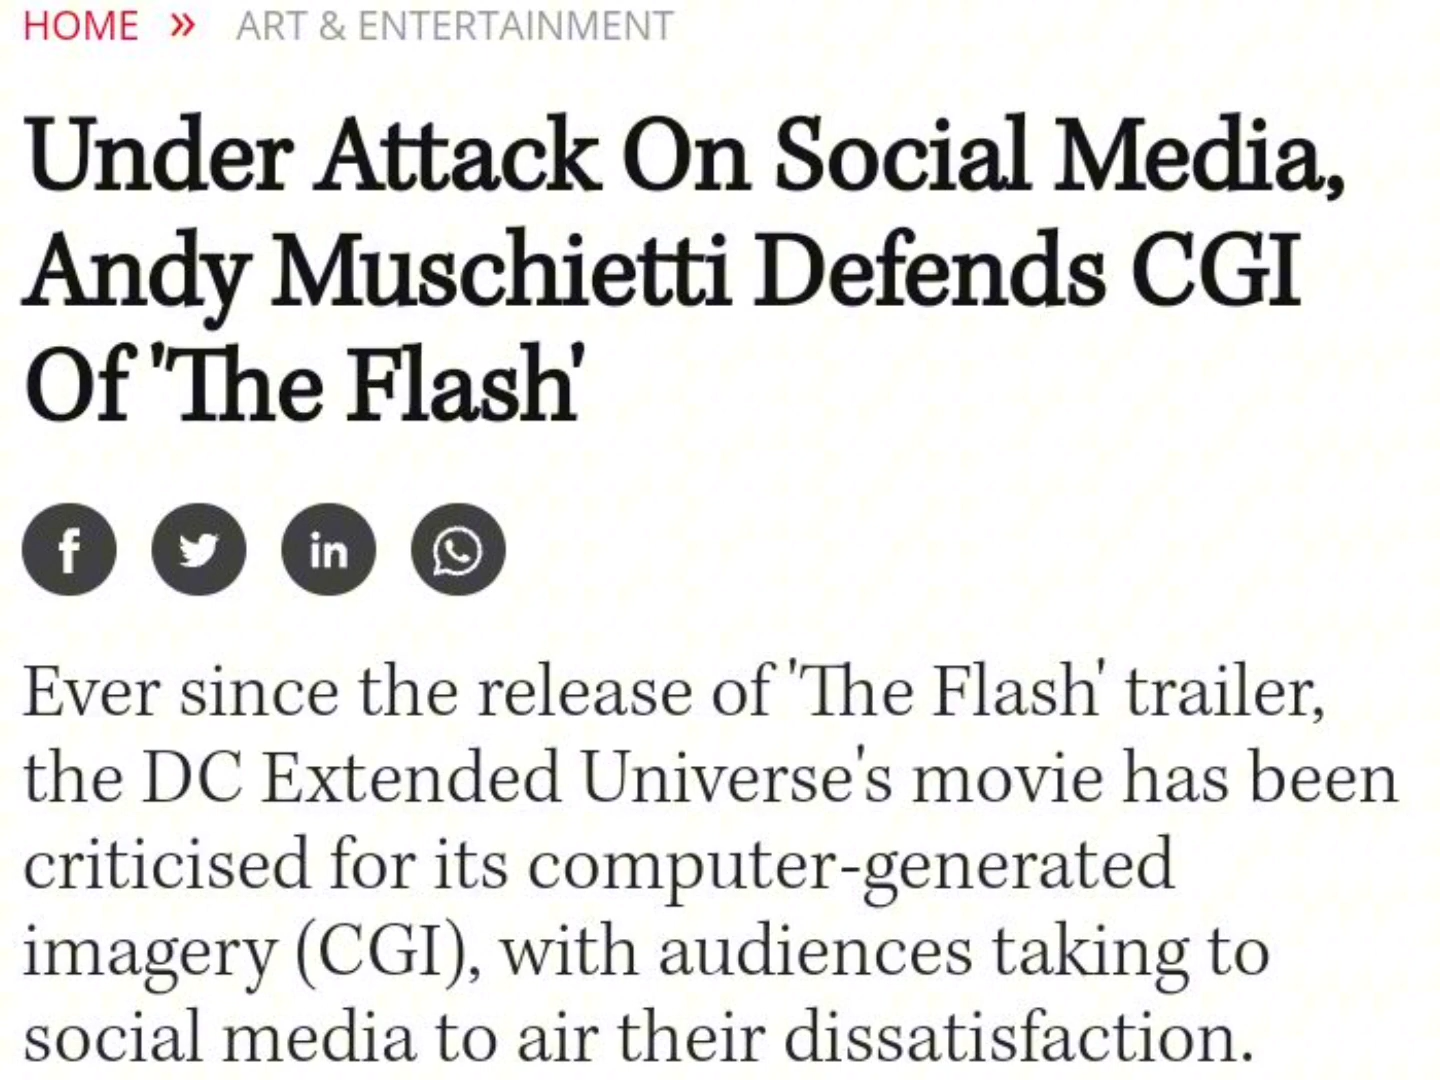 HOME » ART & ENTERTAINMENT
Under Attack On Social Media,
Andy Muschietti Defends CGI
Of 'The Flash'
f in
Ever since the release of 'The Flash' trailer,
the DC Extended Universe's movie has been
criticised for its computer-generated
imagery (CGI), with audiences taking to
social media to air their dissatisfaction.